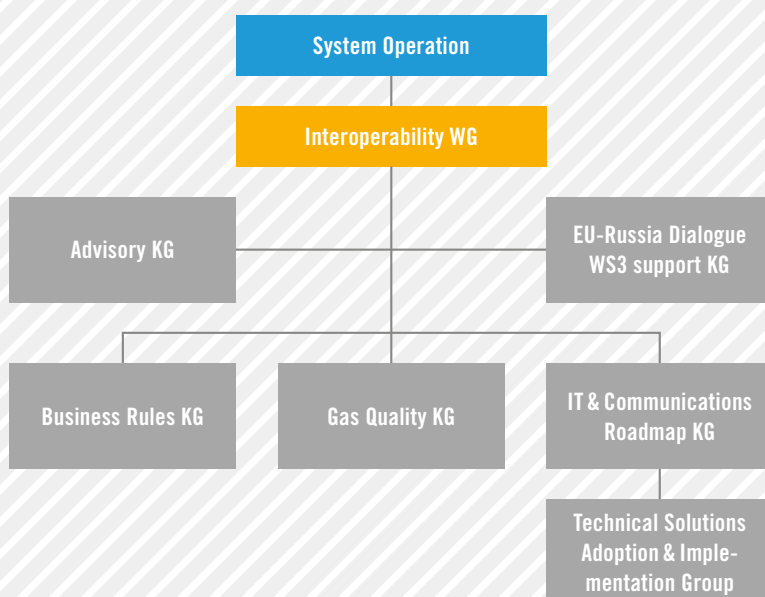 System Operation
Interoperability WG
Advisory KG
EU-Russia Dialogue
WS3 support KG
Business Rules KG
Gas Quality KG
IT & Communications
Roadmap KG
Technical Solutions
Adoption & Imple-
mentation Group